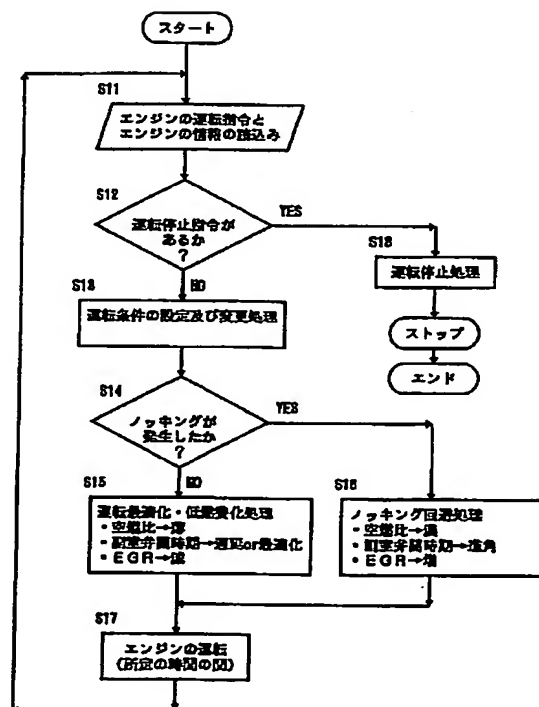 スタート
S11
エンジンの運転指令と
エンジンの情報の読込み
S12
運転停止指令が
あるか
?
YES
S18
運転停止処理
ストップ
エンド
NO
S13
運転条件の設定及び変更処理
S14
ノッキングが
発生したか
?
YES
NO
S15
運転最適化・低燃費化処理
・空燃比→薄
・副室弁開時期→遅延or最適化
・EGR→減
S16
ノッキング回避処理
・空燃比→濃
・副室弁開時期→進角
・EGR→増
S17
エンジンの運転
(所定の時間の間)